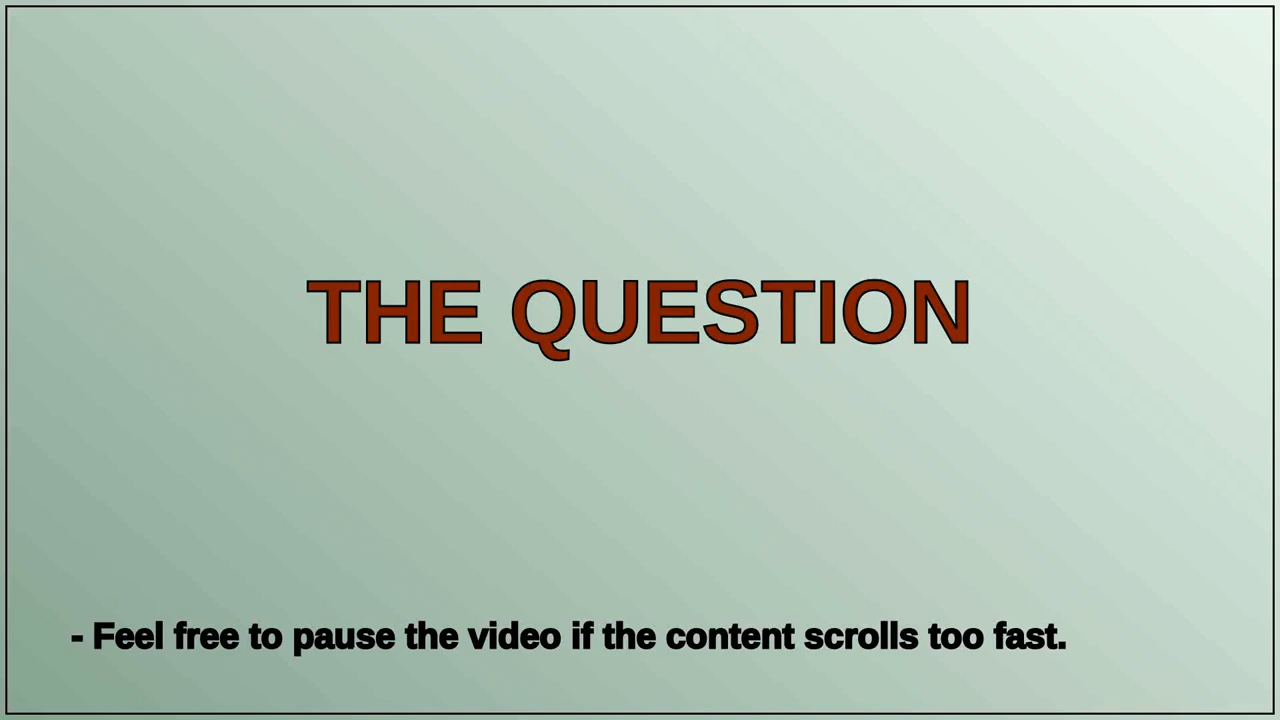 THE QUESTION
- Feel free to pause the video if the content scrolls too fast.